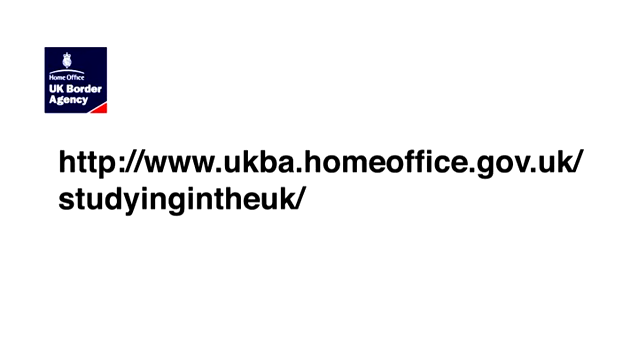 Home Office
UK Border
Agency
http://www.ukba.homeoffice.gov.uk/
studyingintheuk/